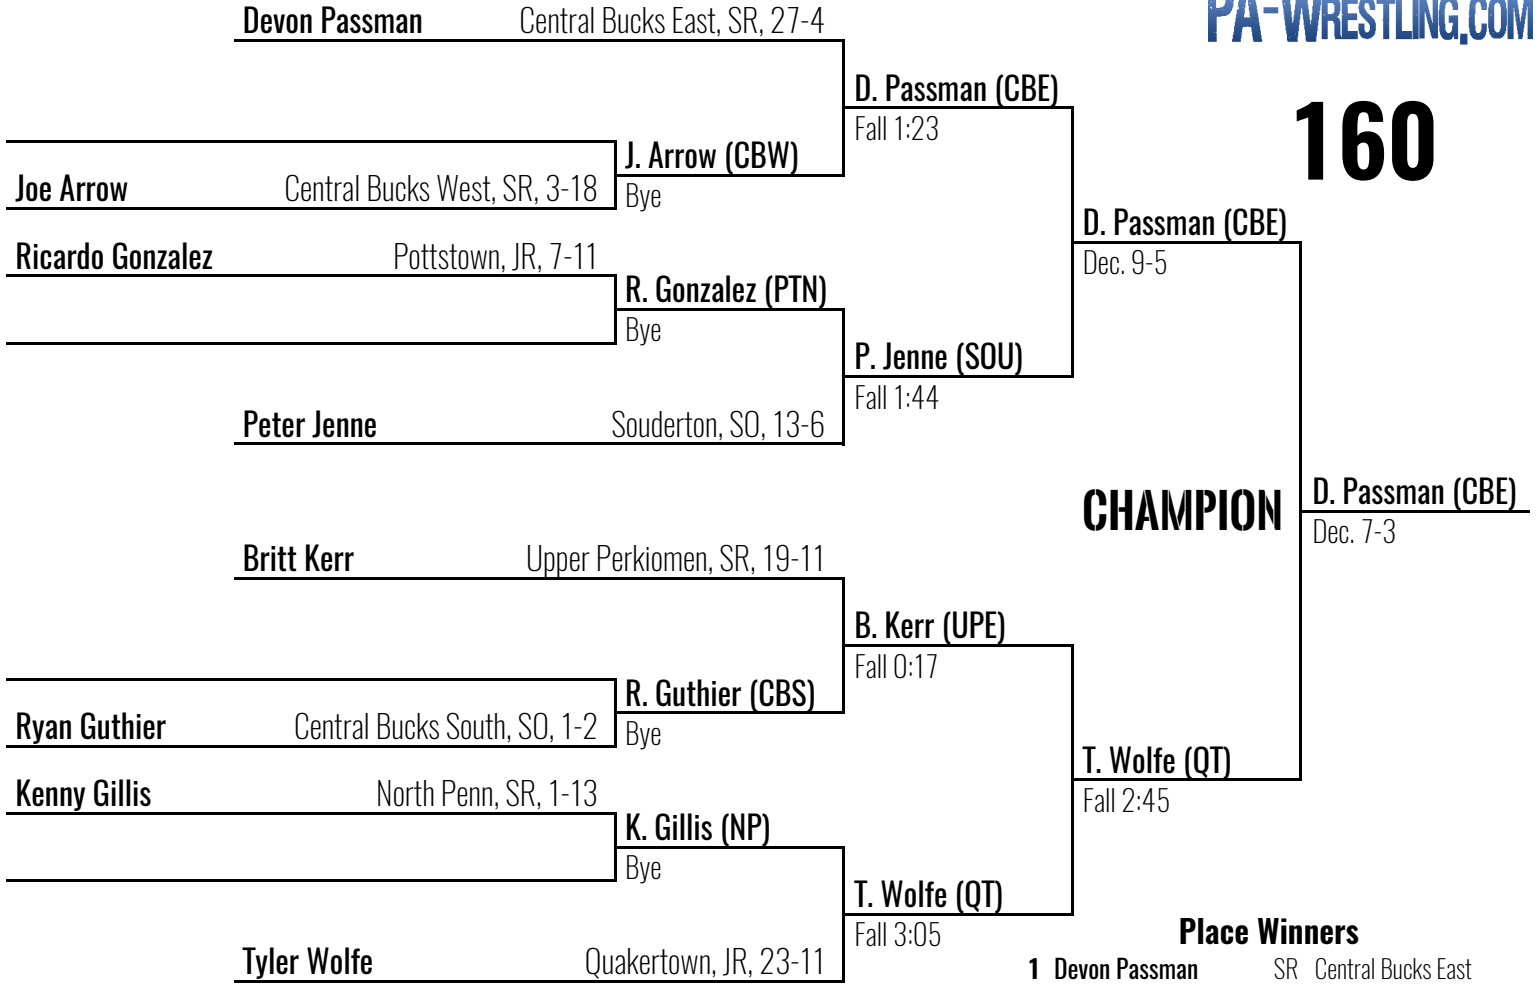 PA-WRESTLING.COM
160
Devon Passman Central Bucks East, SR, 27-4
D. Passman (CBE)
Fall 1:23
J. Arrow (CBW)
Bye
Joe Arrow Central Bucks West, SR, 3-18
D. Passman (CBE)
Dec. 9-5
Ricardo Gonzalez Pottstown, JR, 7-11
R. Gonzalez (PTN)
Bye
P. Jenne (SOU)
Fall 1:44
Peter Jenne Souderton, SO, 13-6
CHAMPION
D. Passman (CBE)
Dec. 7-3
Britt Kerr Upper Perkiomen, SR, 19-11
B. Kerr (UPE)
Fall 0:17
R. Guthier (CBS)
Bye
Ryan Guthier Central Bucks South, SO, 1-2
T. Wolfe (QT)
Fall 2:45
Kenny Gillis North Penn, SR, 1-13
K. Gillis (NP)
Bye
T. Wolfe (QT)
Fall 3:05
Tyler Wolfe Quakertown, JR, 23-11
Place Winners
1 Devon Passman SR Central Bucks East